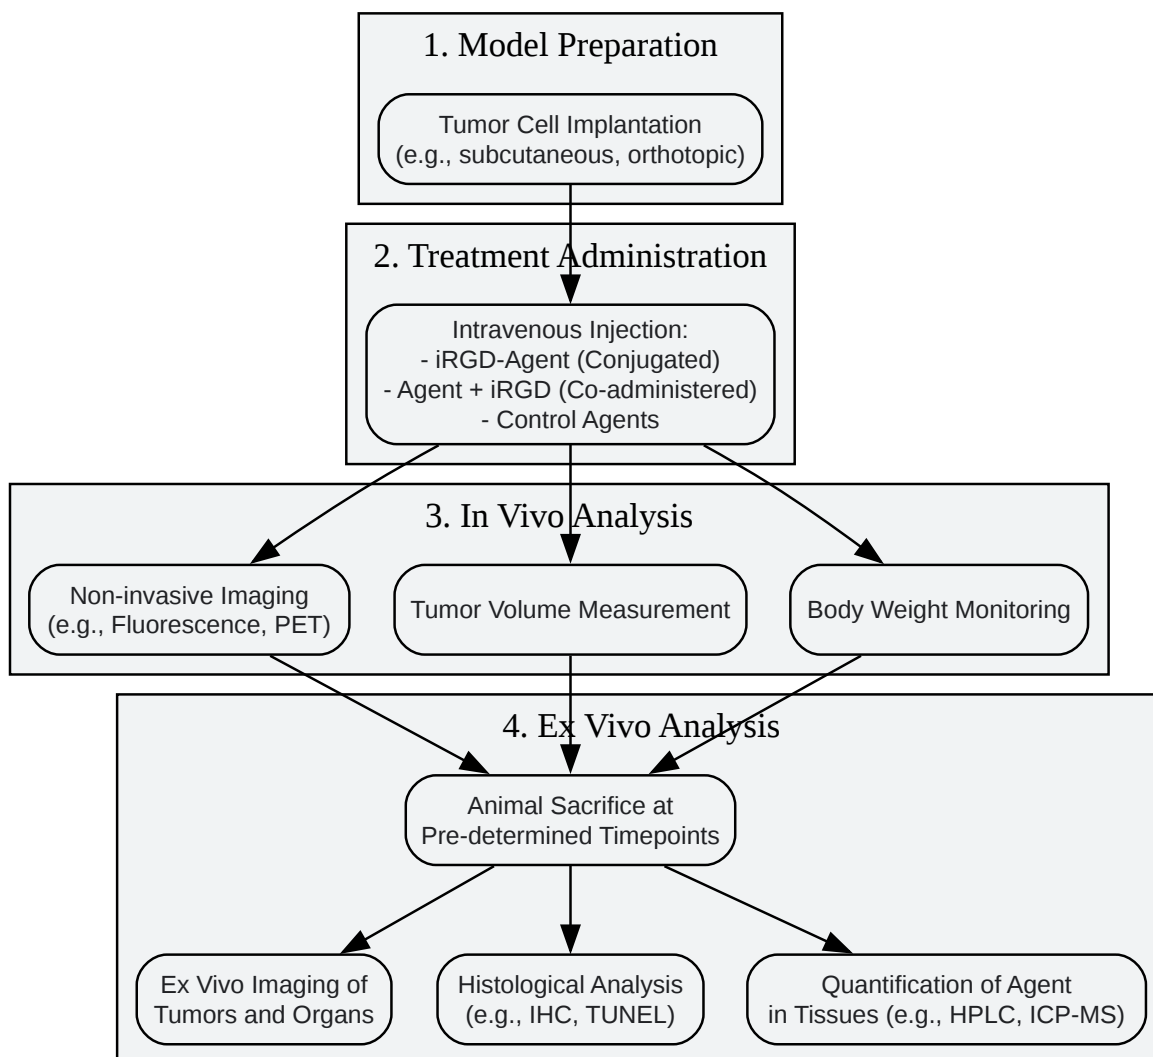 1. Model Preparation
Tumor Cell Implantation
(e.g., subcutaneous, orthotopic)
2. Treatment Administration
Intravenous Injection:
- iRGD-Agent (Conjugated)
- Agent + iRGD (Co-administered)
- Control Agents
3. In Vivo Analysis
Non-invasive Imaging
(e.g., Fluorescence, PET)
Tumor Volume Measurement
Body Weight Monitoring
4. Ex Vivo Analysis
Animal Sacrifice at
Pre-determined Timepoints
Ex Vivo Imaging of
Tumors and Organs
Histological Analysis
(e.g., IHC, TUNEL)
Quantification of Agent
in Tissues (e.g., HPLC, ICP-MS)